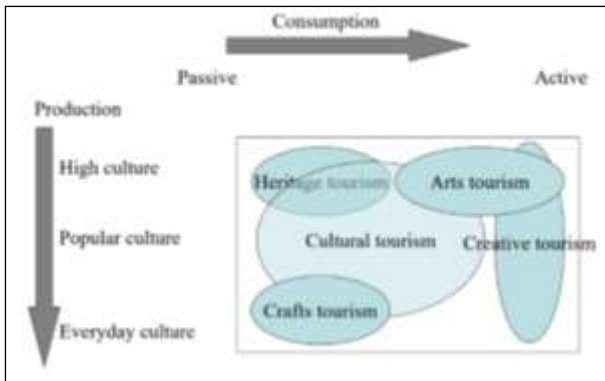 Consumption
Passive Active
Production
High culture
Heritage tourism Arts tourism
Popular culture
Cultural tourism Creative tourism
Crafts tourism
Everyday culture